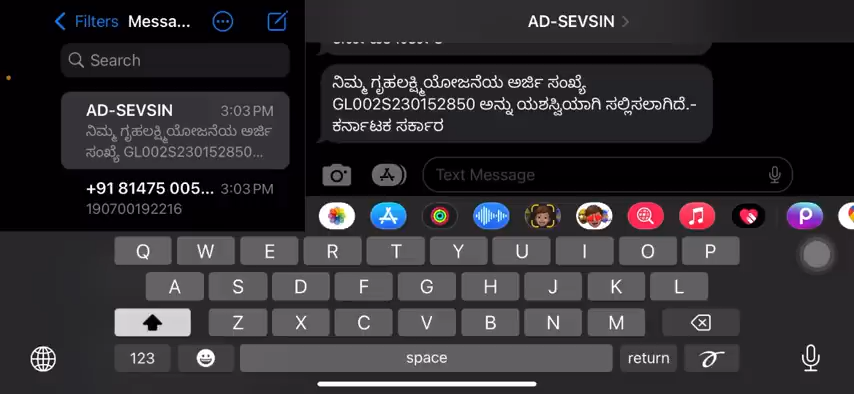 Filters Messa...
Search
AD-SEVSIN 3:03 PM
ನಿಮ್ಮ ಗೃಹಲಕ್ಷ್ಮಿಯೋಜನೆಯ ಅರ್ಜಿ
ಸಂಖ್ಯೆ GL002S230152850...
+91 81475 005... 3:03 PM
190700192216
AD-SEVSIN
ನಿಮ್ಮ ಗೃಹಲಕ್ಷ್ಮಿಯೋಜನೆಯ ಅರ್ಜಿ ಸಂಖ್ಯೆ
GL002S230152850 ಅನ್ನು ಯಶಸ್ವಿಯಾಗಿ ಸಲ್ಲಿಸಲಾಗಿದೆ.-
ಕರ್ನಾಟಕ ಸರ್ಕಾರ
Text Message
Q W E R T Y U I O P
A S D F G H J K L
Z X C V B N M
123 space return